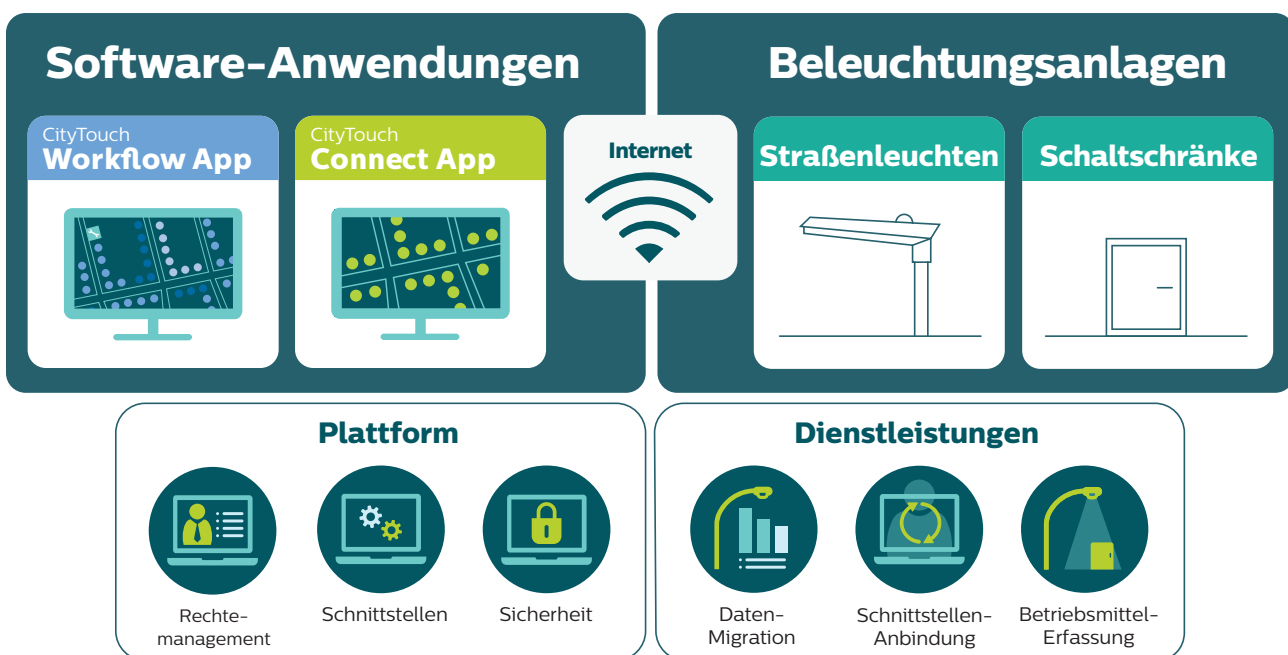 Software-Anwendungen
CityTouch
Workflow App
CityTouch
Connect App
Internet
Beleuchtungsanlagen
Straßenleuchten
Schaltschränke
Plattform
Rechte-
management
Schnittstellen
Sicherheit
Dienstleistungen
Daten-
Migration
Schnittstellen-
Anbindung
Betriebsmittel-
Erfassung